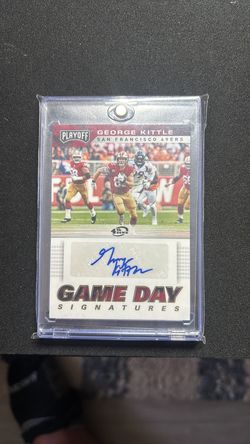 PLAYOFF
GEORGE KITTLE
SAN FRANCISCO 49ERS
GAME DAY
SIGNATURES